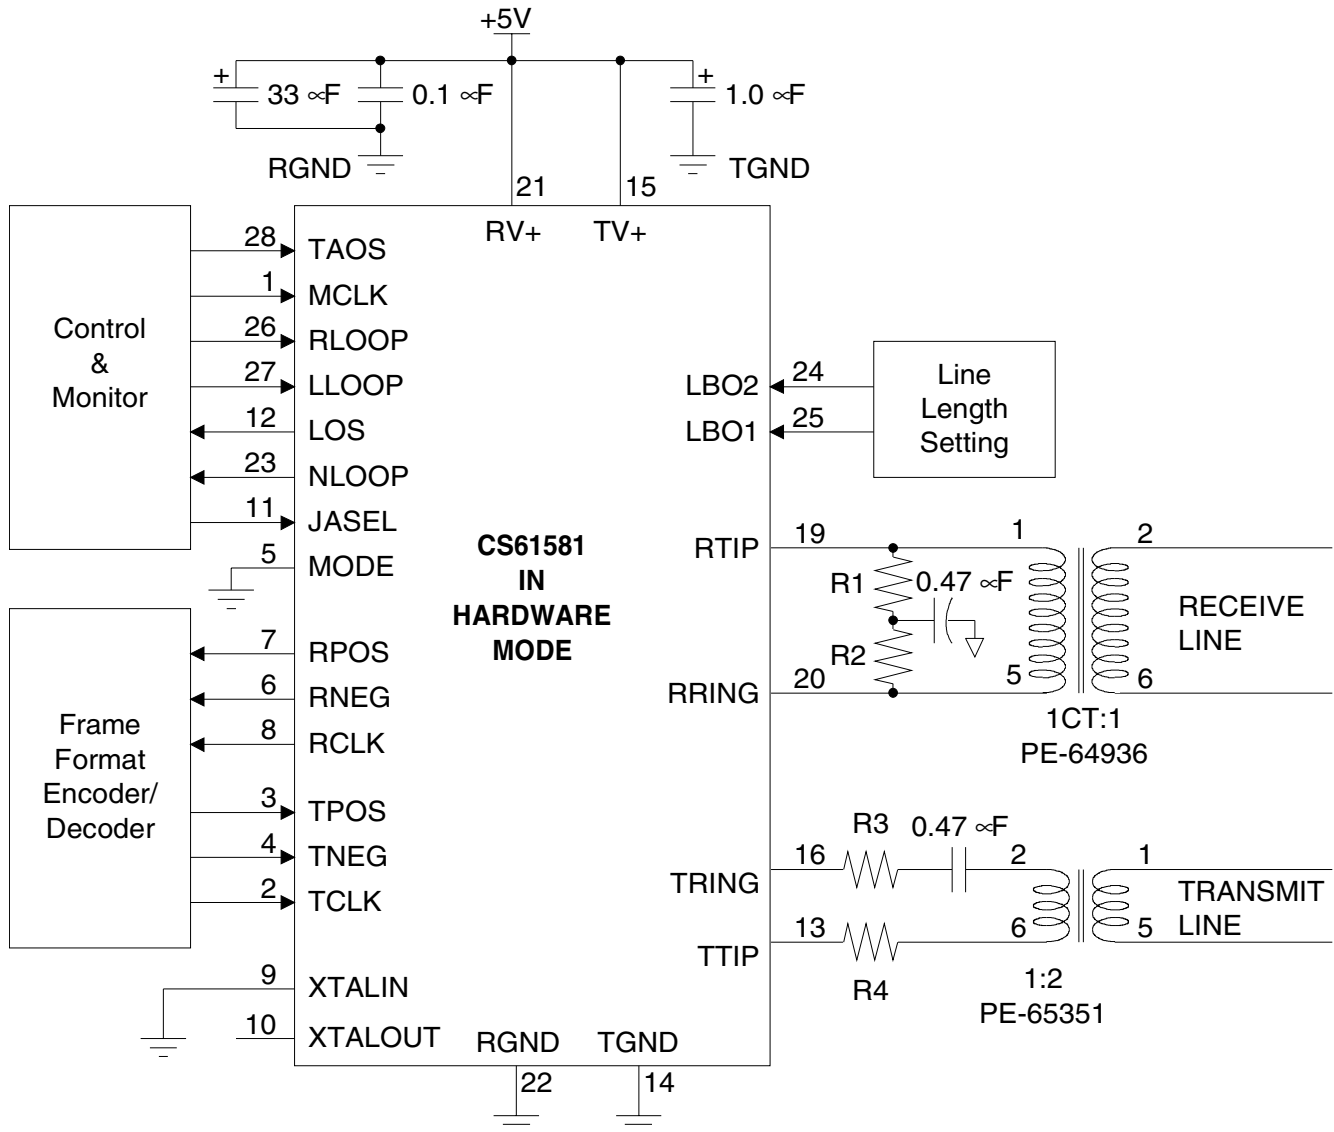 +5V
+
33 ∝F
0.1 ∝F
+
1.0 ∝F
RGND
TGND
21
15
RV+
TV+
Control
&
Monitor
28
TAOS
1
MCLK
26
RLOOP
27
LLOOP
12
LOS
23
NLOOP
11
JASEL
5
MODE
Frame
Format
Encoder/
Decoder
7
RPOS
6
RNEG
8
RCLK
3
TPOS
4
TNEG
2
TCLK
9
XTALIN
10
XTALOUT
CS61581
IN
HARDWARE
MODE
RGND
TGND
22
14
LBO2
24
LBO1
25
Line
Length
Setting
RTIP
19
R1
0.47 ∝F
R2
RRING
20
1
2
5
6
RECEIVE
LINE
1CT:1
PE-64936
TRING
16
R3
0.47 ∝F
TTIP
13
R4
2
1
6
5
TRANSMIT
LINE
1:2
PE-65351